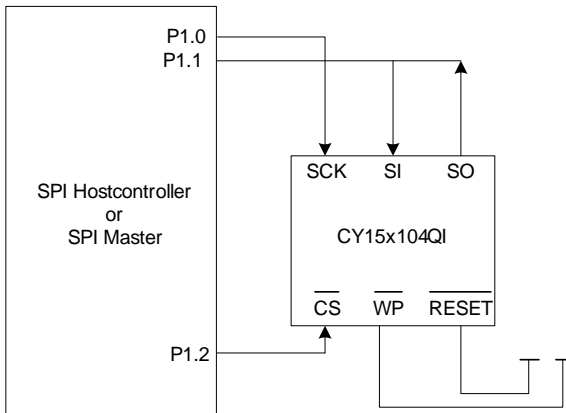 P1.0
P1.1
SCK SI SO
SPI Hostcontroller
or
SPI Master
CY15x104QI
CS WP RESET
P1.2